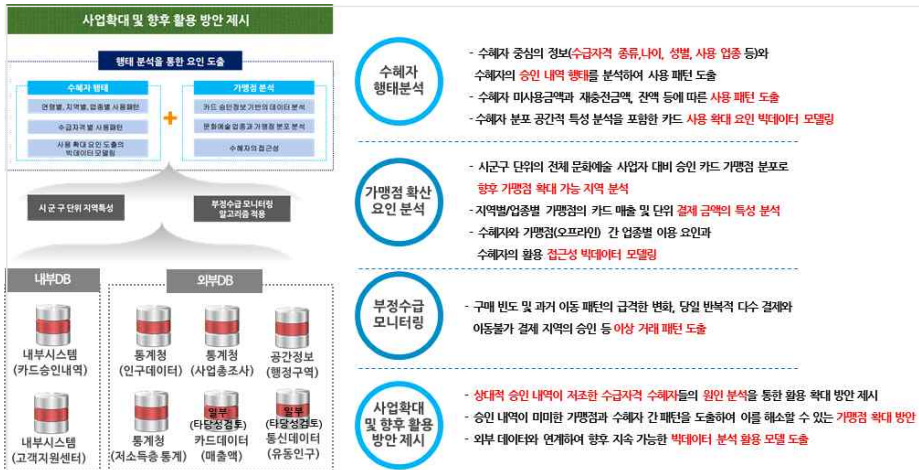 사업확대 및 향후 활용 방안 제시
행태 분석을 통한 요인 도출
수혜자 행태
연령별, 지역별, 업종별 사용패턴
수급자격별 사용패턴
사용 확대 요인 도출의
빅데이터 모델링
+
가맹점 분석
카드 승인정보 기반의 데이터 분석
문화예술 업종과 가맹점 분포 분석
수혜자의 접근성
시군구 단위 지역특성
부정수급 모니터링
알고리즘 적용
내부DB
내부시스템
(카드승인내역)
내부시스템
(고객지원센터)
외부DB
통계청
(인구데이터)
통계청
(사업총조사)
공간정보
(행정구역)
통계청
(저소득층 통계)
일부
(타당성검토)
카드데이터
(매출액)
일부
(타당성검토)
통신데이터
(유동인구)
수혜자
행태분석
- 수혜자 중심의 정보(수급자격 종류,나이, 성별, 사용 업종 등)와
수혜자의 승인 내역 행태를 분석하여 사용 패턴 도출
- 수혜자 미사용금액과 재충전금액, 잔액 등에 따른 사용 패턴 도출
- 수혜자 분포 공간적 특성 분석을 포함한 카드 사용 확대 요인 빅데이터 모델링
가맹점 확산
요인 분석
- 시군구 단위의 전체 문화예술 사업자 대비 승인 카드 가맹점 분포로
향후 가맹점 확대 가능 지역 분석
- 지역별/업종별 가맹점의 카드 매출 및 단위 결제 금액의 특성 분석
- 수혜자와 가맹점(오프라인) 간 업종별 이용 요인과
수혜자의 활용 접근성 빅데이터 모델링
부정수급
모니터링
- 구매 빈도 및 과거 이동 패턴의 급격한 변화, 당일 반복적 다수 결제와
이동불가 결제 지역의 승인 등 이상 거래 패턴 도출
사업확대
및 향후 활용
방안 제시
- 상대적 승인 내역이 저조한 수급자격 수혜자들의 원인 분석을 통한 활용 확대 방안 제시
- 승인 내역이 미미한 가맹점과 수혜자 간 패턴을 도출하여 이를 해소할 수 있는 가맹점 확대 방안
- 외부 데이터와 연계하여 향후 지속 가능한 빅데이터 분석 활용 모델 도출